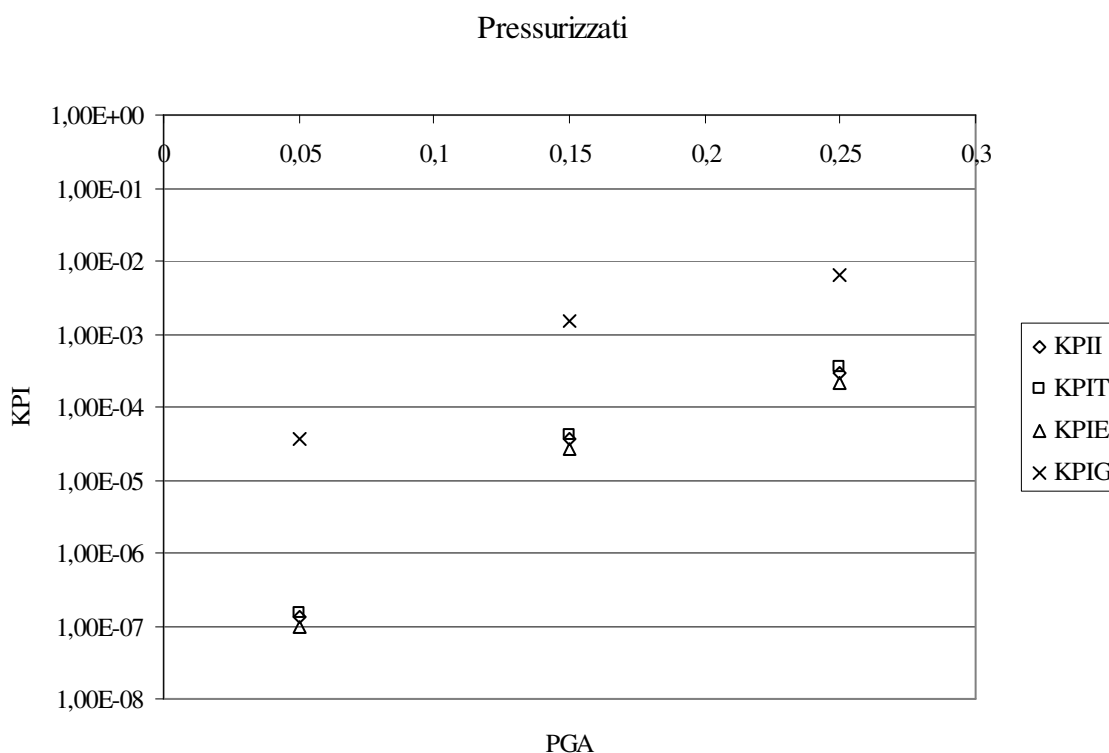 Pressurizzati
1,00E+00
0 0,05 0,1 0,15 0,2 0,25 0,3
1,00E-01
1,00E-02
1,00E-03
1,00E-04
1,00E-05
1,00E-06
1,00E-07
1,00E-08
KPI
PGA
KPII
KPIT
KPIE
KPIG